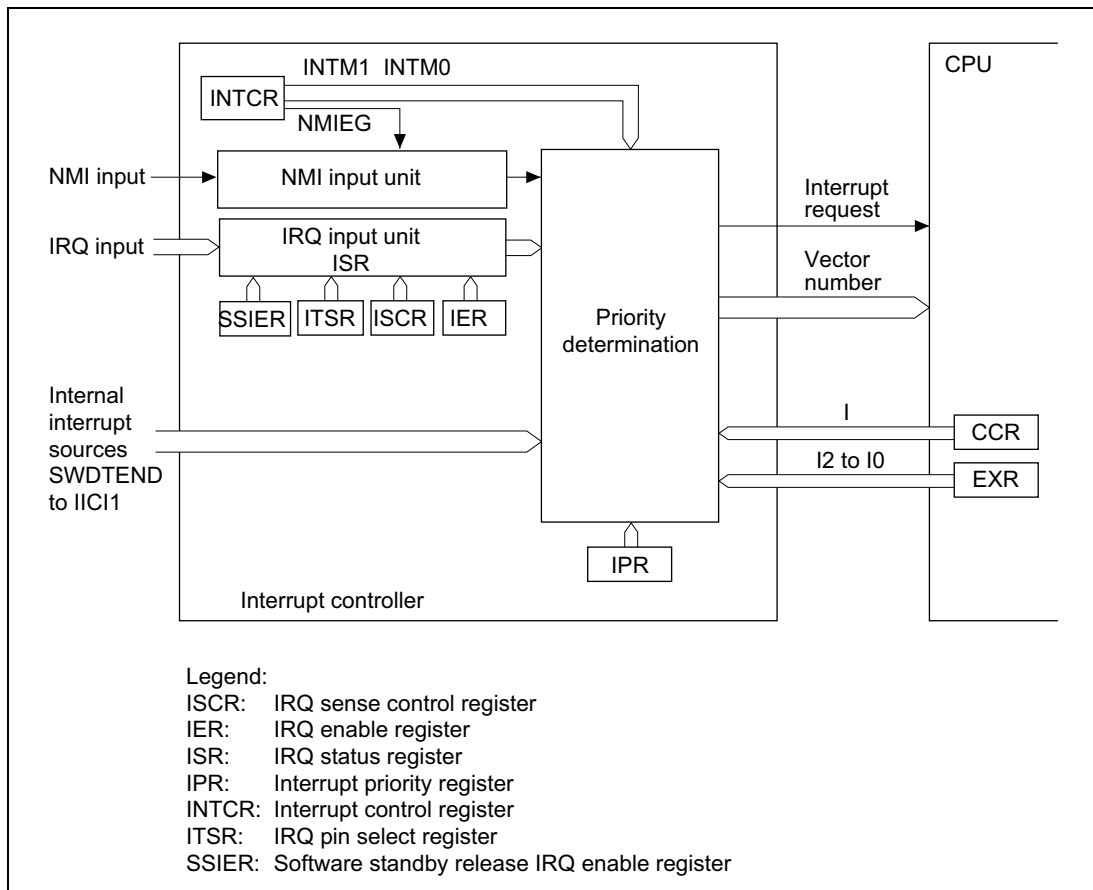 INTM1 INTM0
CPU
INTCR
NMIEG
NMI input
NMI input unit
Interrupt
request
IRQ input
IRQ input unit
ISR
Vector
number
SSIER
ITSR
ISCR
IER
Priority
determination
Internal
interrupt
sources
SWDTEND
to IICI1
I
CCR
I2 to I0
EXR
IPR
Interrupt controller
Legend:
ISCR: IRQ sense control register
IER: IRQ enable register
ISR: IRQ status register
IPR: Interrupt priority register
INTCR: Interrupt control register
ITSR: IRQ pin select register
SSIER: Software standby release IRQ enable register